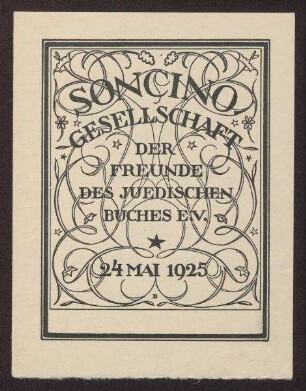 SONCINO
GESELLSCHAFT
DER
FREUNDE
DES JUEDISCHEN
BUCHES E.V.
24 MAI 1925
B